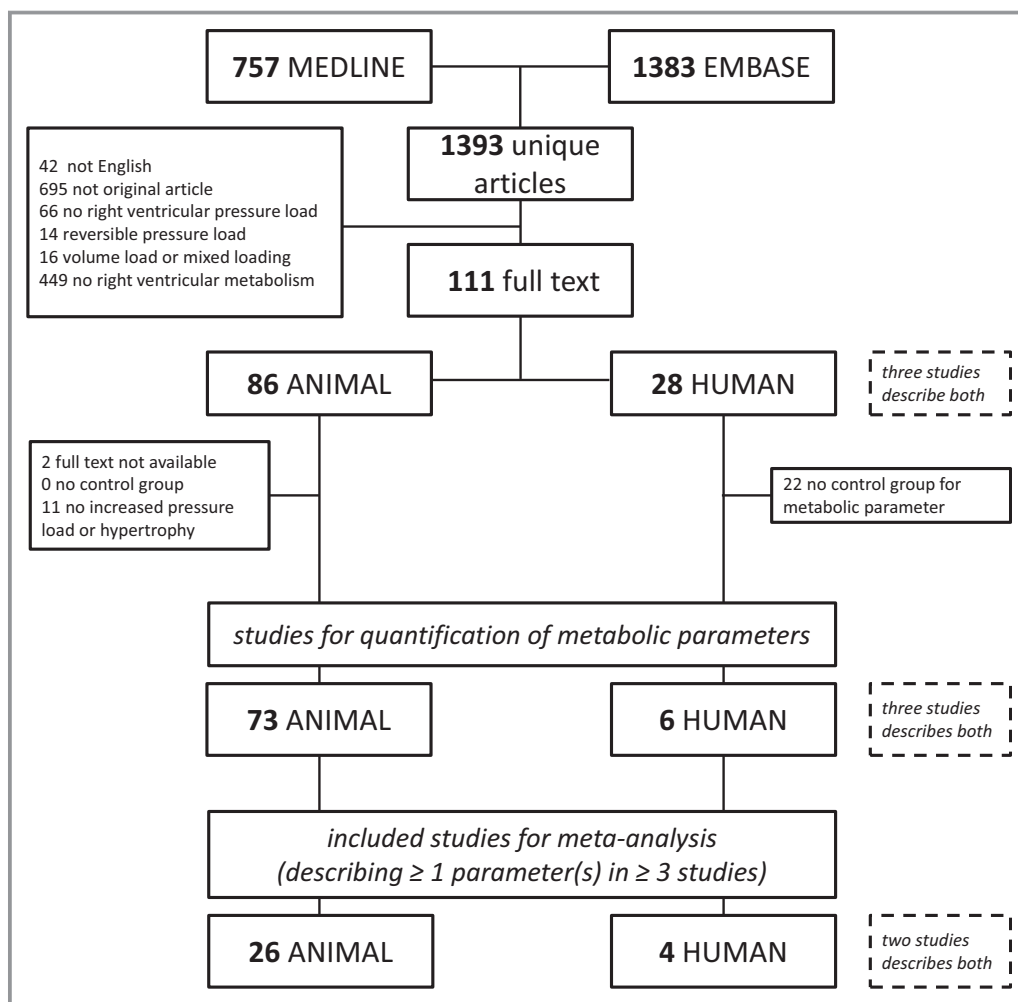 757 MEDLINE
1383 EMBASE
1393 unique
articles
42 not English
695 not original article
66 no right ventricular pressure load
14 reversible pressure load
16 volume load or mixed loading
449 no right ventricular metabolism
111 full text
86 ANIMAL
28 HUMAN
three studies
describe both
2 full text not available
0 no control group
11 no increased pressure
load or hypertrophy
22 no control group for
metabolic parameter
studies for quantification of metabolic parameters
73 ANIMAL
6 HUMAN
three studies
describes both
included studies for meta-analysis
(describing ≥ 1 parameter(s) in ≥ 3 studies)
26 ANIMAL
4 HUMAN
two studies
describes both